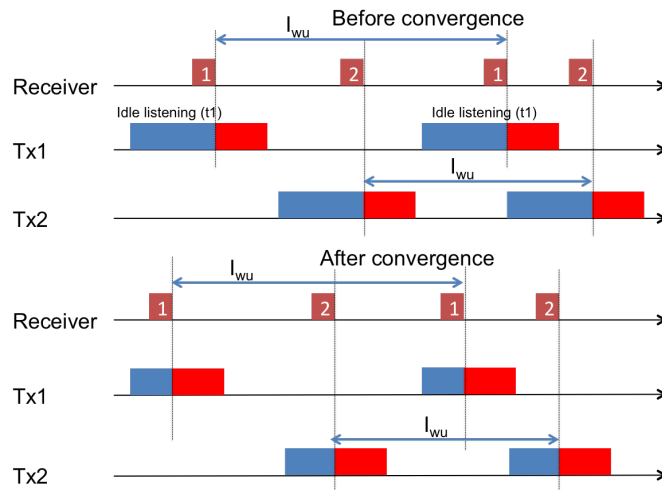 Before convergence
Iwu
1 2 1 2
Receiver
Idle listening (t1) Idle listening (t1)
Tx1
Iwu
Tx2
After convergence
Iwu
1 2 1 2
Receiver
Tx1
Iwu
Tx2